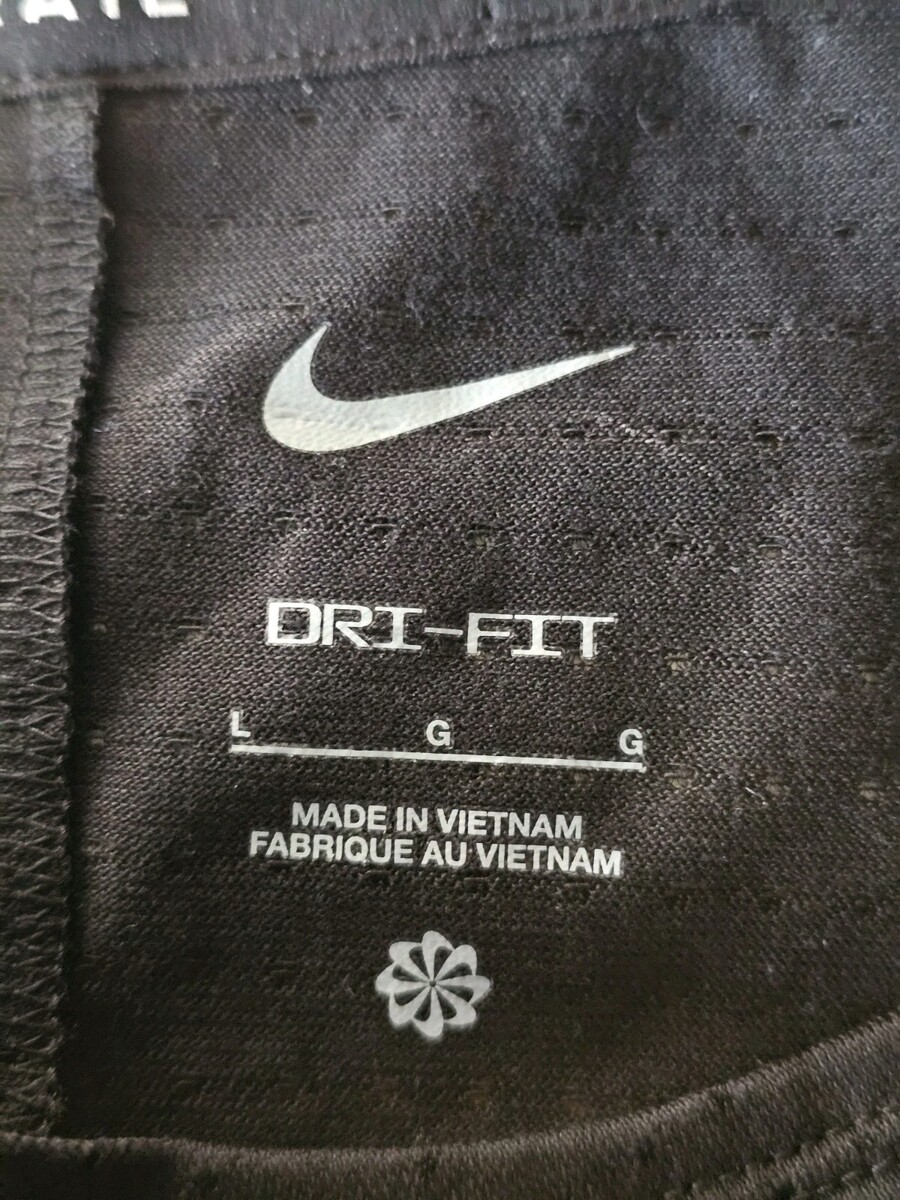 DRI-FIT
L G G
MADE IN VIETNAM
FABRIQUE AU VIETNAM